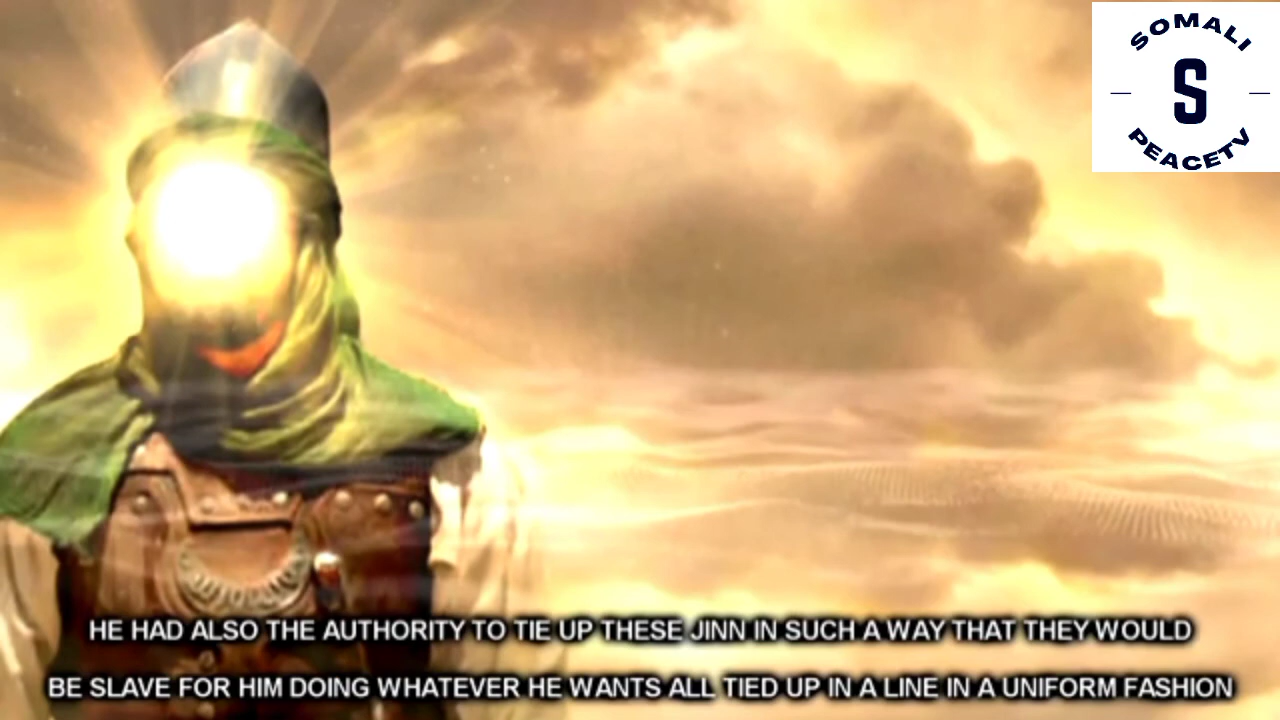 SOMALI
S
PEACETV
HE HAD ALSO THE AUTHORITY TO TIE UP THESE JINN IN SUCH A WAY THAT THEY WOULD
BE SLAVE FOR HIM DOING WHATEVER HE WANTS ALL TIED UP IN A LINE IN A UNIFORM FASHION